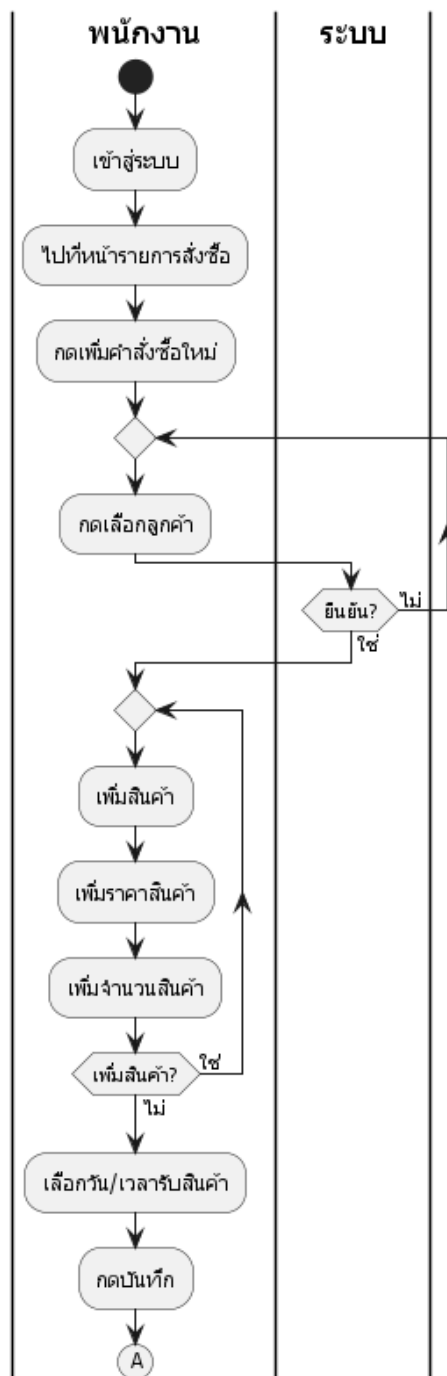 พนักงาน
ระบบ
เข้าสู่ระบบ
ไปที่หน้ารายการสั่งซื้อ
กดเพิ่มคำสั่งซื้อใหม่
กดเลือกลูกค้า
ยืนยัน?
ไม่
ใช่
เพิ่มสินค้า
เพิ่มราคาสินค้า
เพิ่มจำนวนสินค้า
เพิ่มสินค้า?
ใช่
ไม่
เลือกวัน/เวลารับสินค้า
กดบันทึก
A